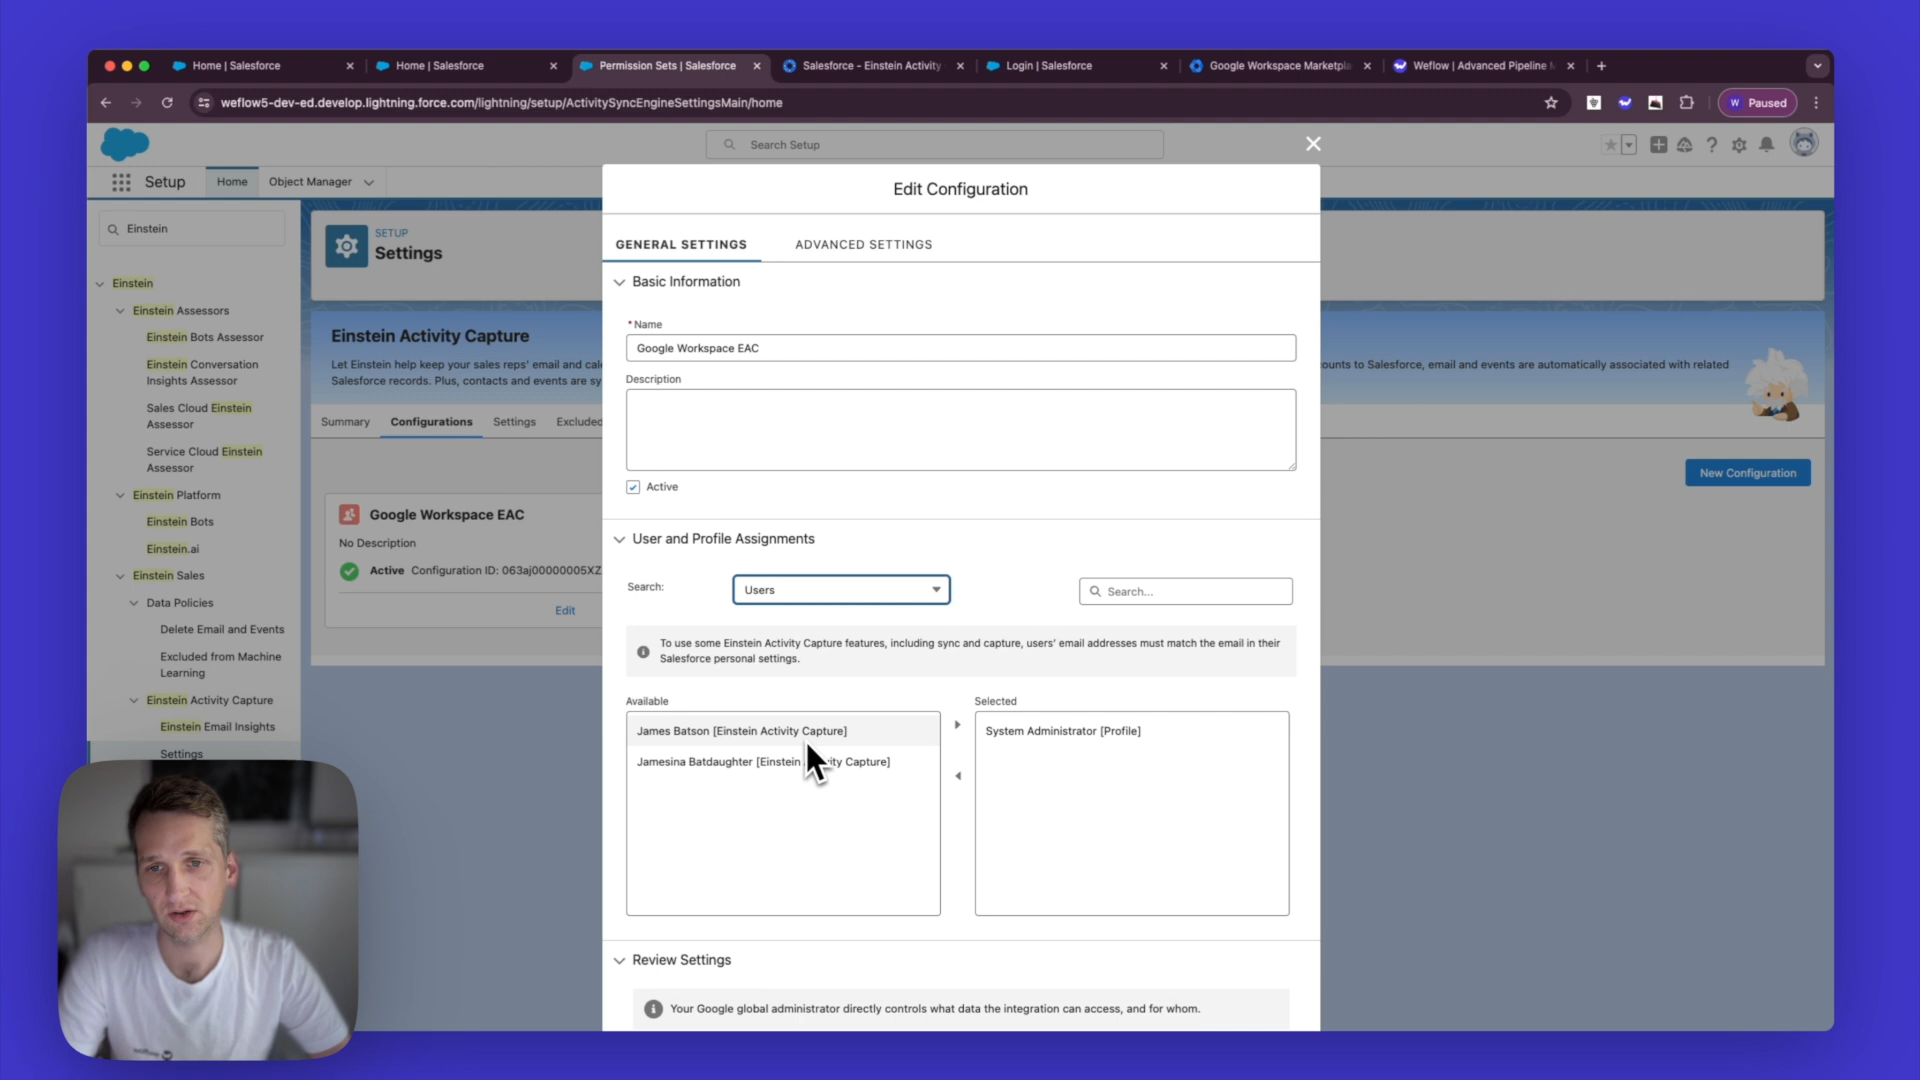 Home | Salesforce
Home | Salesforce
Permission Sets | Salesforce
Salesforce - Einstein Activity
Login | Salesforce
Google Workspace Marketpla
Weflow | Advanced Pipeline M
weflow5-dev-ed.develop.lightning.force.com/lightning/setup/ActivitySyncEngineSettingsMain/home
W Paused
Search Setup
Setup
Home
Object Manager
Einstein
Einstein
Einstein Assessors
Einstein Bots Assessor
Einstein Conversation
Insights Assessor
Sales Cloud Einstein
Assessor
Service Cloud Einstein
Assessor
Einstein Platform
Einstein Bots
Einstein.ai
Einstein Sales
Data Policies
Delete Email and Events
Excluded from Machine
Learning
Einstein Activity Capture
Einstein Email Insights
Settings
SETUP
Settings
Einstein Activity Capture
Let Einstein help keep your sales reps' email and cal
ounts to Salesforce, email and events are automatically associated with related
Salesforce records. Plus, contacts and events are sy
Summary
Configurations
Settings
Excluded
New Configuration
Google Workspace EAC
No Description
Active Configuration ID: 063aj00000005XZ
Edit
Edit Configuration
GENERAL SETTINGS
ADVANCED SETTINGS
Basic Information
* Name
Google Workspace EAC
Description
Active
User and Profile Assignments
Search:
Users
Search...
To use some Einstein Activity Capture features, including sync and capture, users' email addresses must match the email in their
Salesforce personal settings.
Available
James Batson [Einstein Activity Capture]
Jamesina Batdaughter [Einstein vity Capture]
Selected
System Administrator [Profile]
Review Settings
Your Google global administrator directly controls what data the integration can access, and for whom.